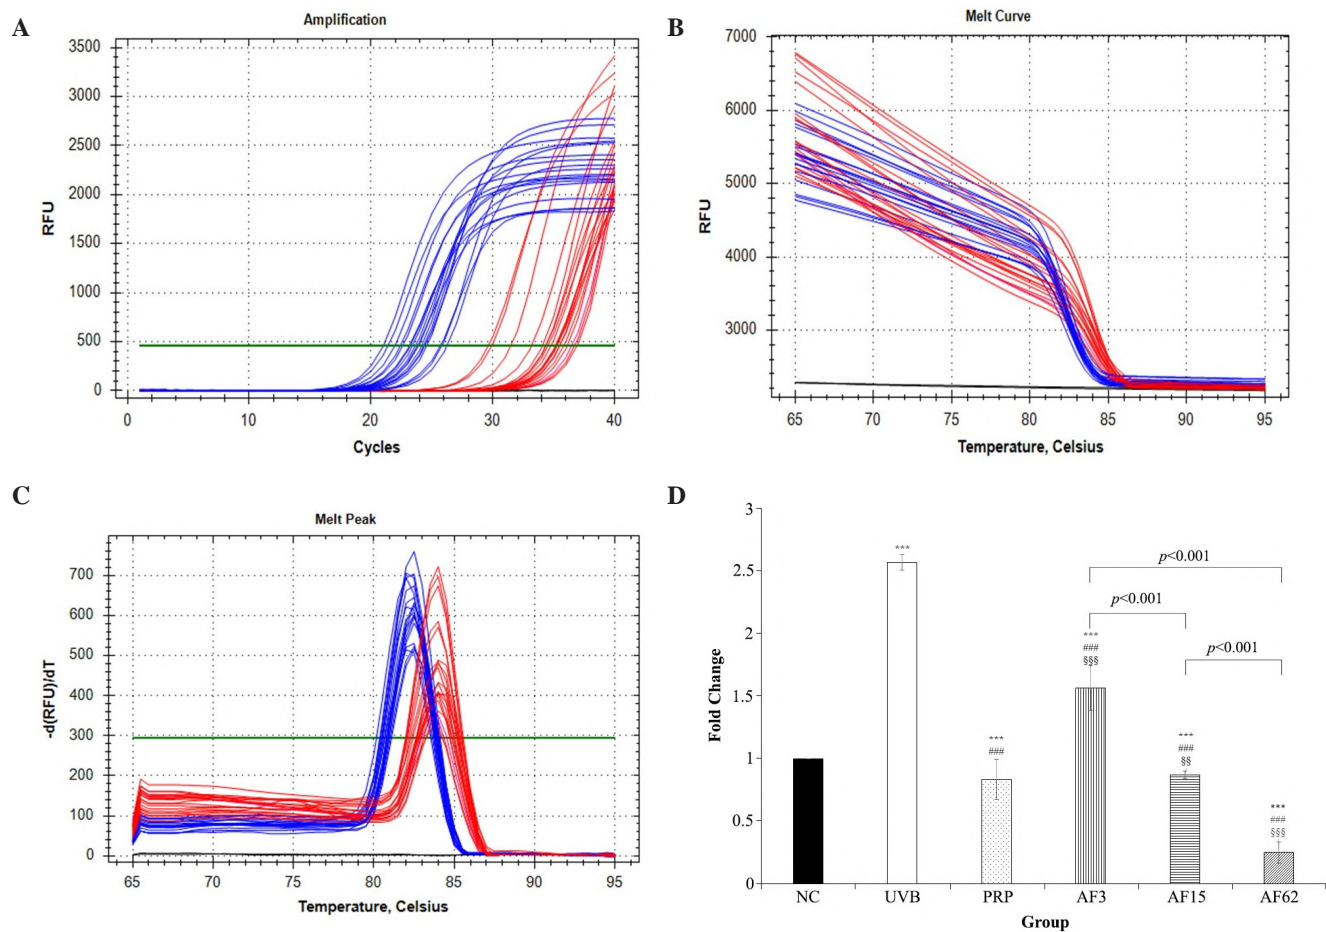 A
Amplification
3500
3000
2500
2000
1500
1000
500
0
RFU
0 10 20 30 40
Cycles
B
Melt Curve
7000
6000
5000
4000
3000
RFU
65 70 75 80 85 90 95
Temperature, Celsius
C
Melt Peak
700
600
500
400
300
200
100
0
-d(RFU)/dT
65 70 75 80 85 90 95
Temperature, Celsius
D
3
2.5
2
1.5
1
0.5
0
Fold Change
***
***
###
***
###
§§§
***
###
§§
***
###
§§§
p<0.001
p<0.001
p<0.001
NC UVB PRP AF3 AF15 AF62
Group